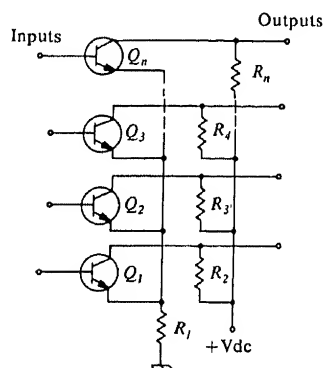 Outputs
Inputs
Qn
Rn
Q3
R4
Q2
R3
Q1
R2
R1
+Vdc